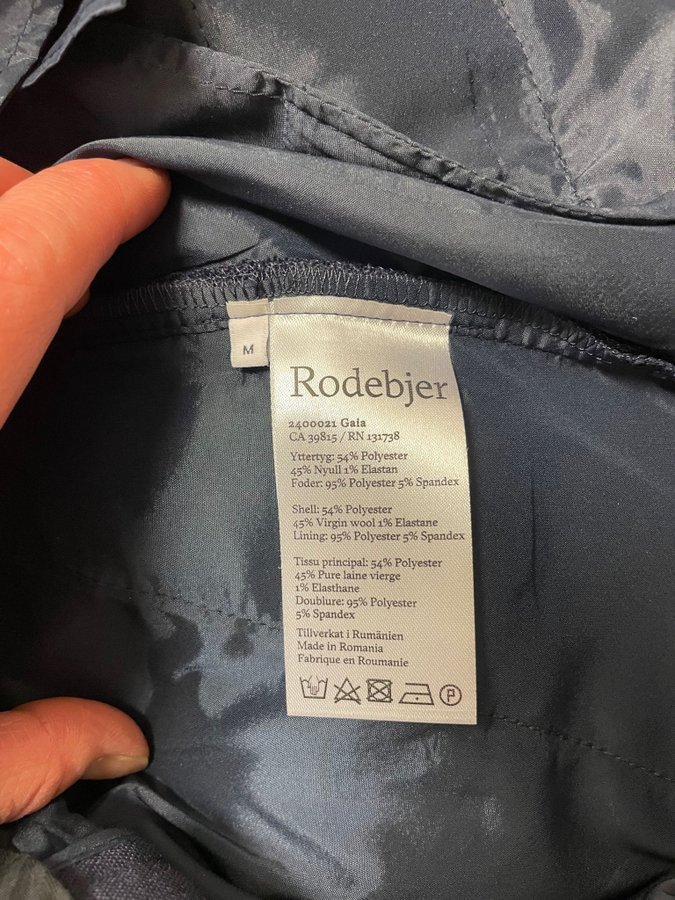 M
Rodebjer
2400021 Gaia
CA 39815 / RN 131738
Yttertyg: 54% Polyester
45% Nyull 1% Elastan
Foder: 95% Polyester 5% Spandex
Shell: 54% Polyester
45% Virgin wool 1% Elastane
Lining: 95% Polyester 5% Spandex
Tissu principal: 54% Polyester
45% Pure laine vierge
1% Elasthane
Doublure: 95% Polyester
5% Spandex
Tillverkat i Rumänien
Made in Romania
Fabrique en Roumanie
P